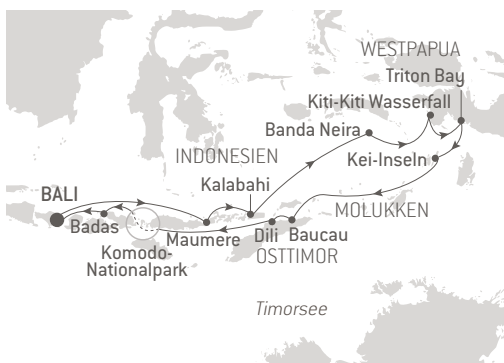 WESTPAPUA
Triton Bay
Kiti-Kiti Wasserfall
Banda Neira
Kei-Inseln
INDONESIEN
Kalabahi
BALI
MOLUKKEN
Badas
Maumere
Dili
Baucau
Komodo-
Nationalpark
OSTTIMOR
Timorsee